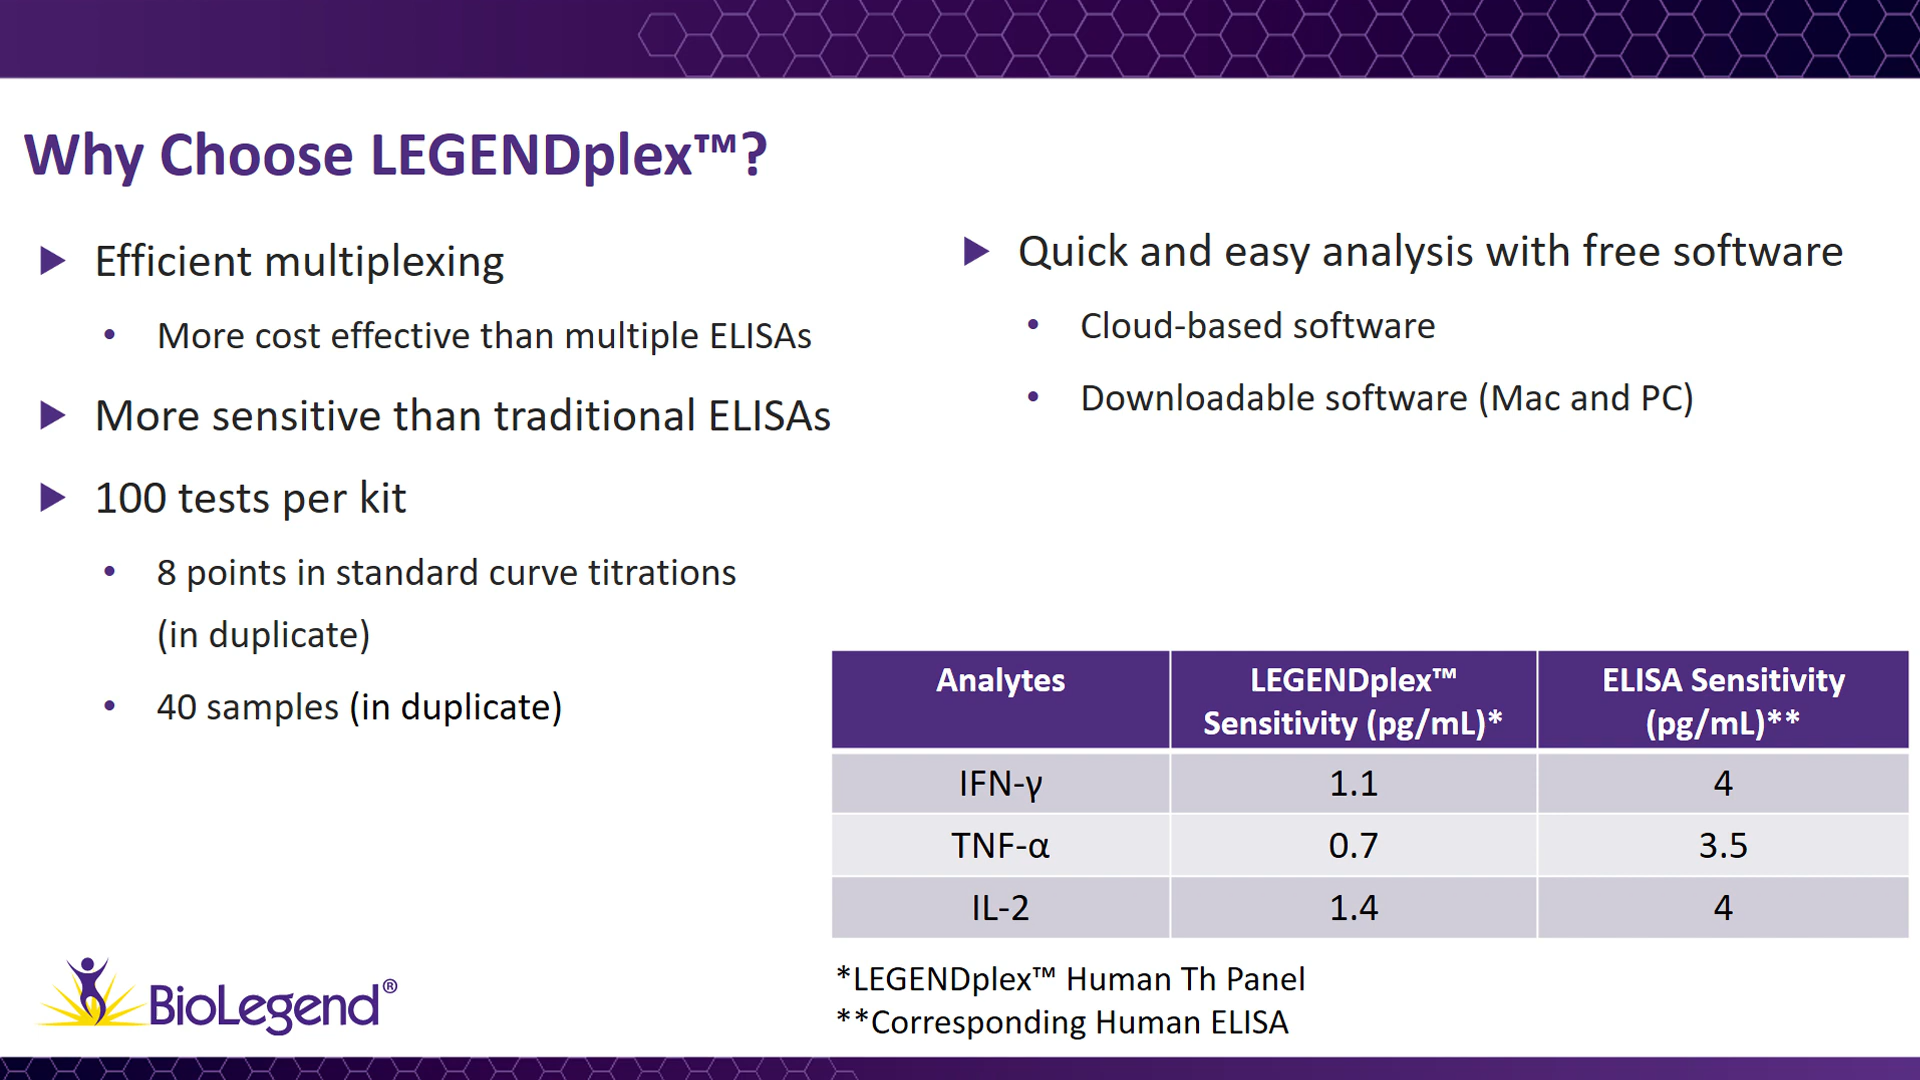 Why Choose LEGENDplex™?
Efficient multiplexing
• More cost effective than multiple ELISAs
More sensitive than traditional ELISAs
100 tests per kit
• 8 points in standard curve titrations
(in duplicate)
• 40 samples (in duplicate)
Quick and easy analysis with free software
• Cloud-based software
• Downloadable software (Mac and PC)
Analytes LEGENDplex™ Sensitivity (pg/mL)* ELISA Sensitivity (pg/mL)**
IFN-γ 1.1 4
TNF-α 0.7 3.5
IL-2 1.4 4
*LEGENDplex™ Human Th Panel
**Corresponding Human ELISA
BioLegend®